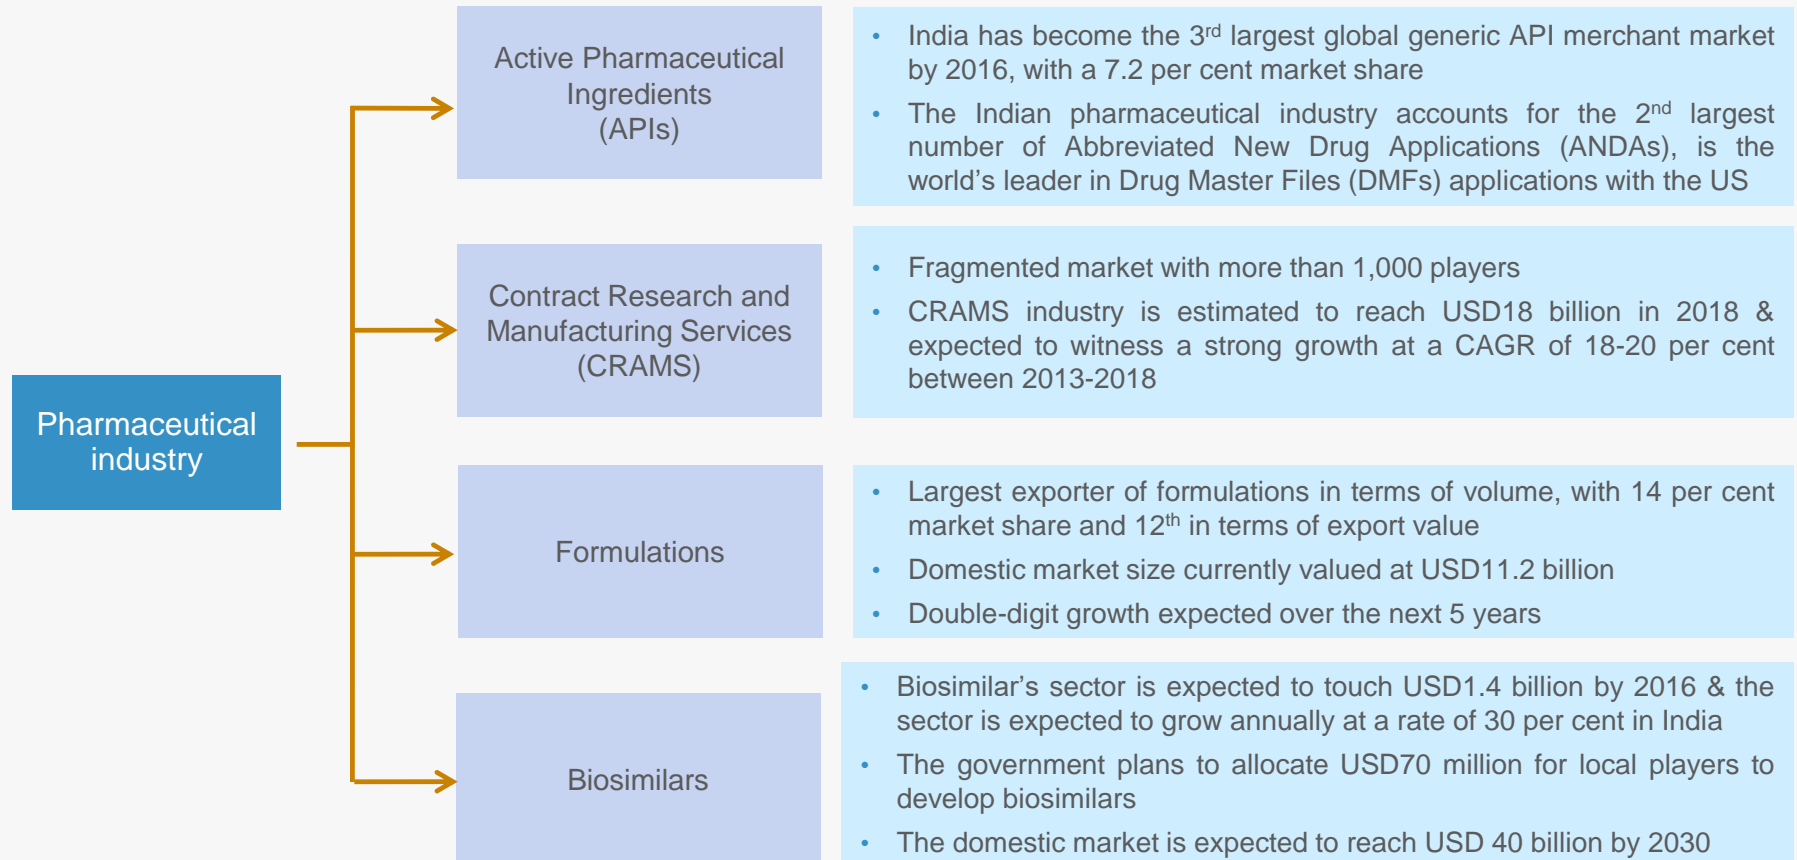 Pharmaceutical
industry
Active Pharmaceutical
Ingredients
(APIs)
• India has become the 3rd largest global generic API merchant market
by 2016, with a 7.2 per cent market share
• The Indian pharmaceutical industry accounts for the 2nd largest
number of Abbreviated New Drug Applications (ANDAs), is the
world’s leader in Drug Master Files (DMFs) applications with the US
Contract Research and
Manufacturing Services
(CRAMS)
• Fragmented market with more than 1,000 players
• CRAMS industry is estimated to reach USD18 billion in 2018 &
expected to witness a strong growth at a CAGR of 18-20 per cent
between 2013-2018
Formulations
• Largest exporter of formulations in terms of volume, with 14 per cent
market share and 12th in terms of export value
• Domestic market size currently valued at USD11.2 billion
• Double-digit growth expected over the next 5 years
Biosimilars
• Biosimilar’s sector is expected to touch USD1.4 billion by 2016 & the
sector is expected to grow annually at a rate of 30 per cent in India
• The government plans to allocate USD70 million for local players to
develop biosimilars
• The domestic market is expected to reach USD 40 billion by 2030